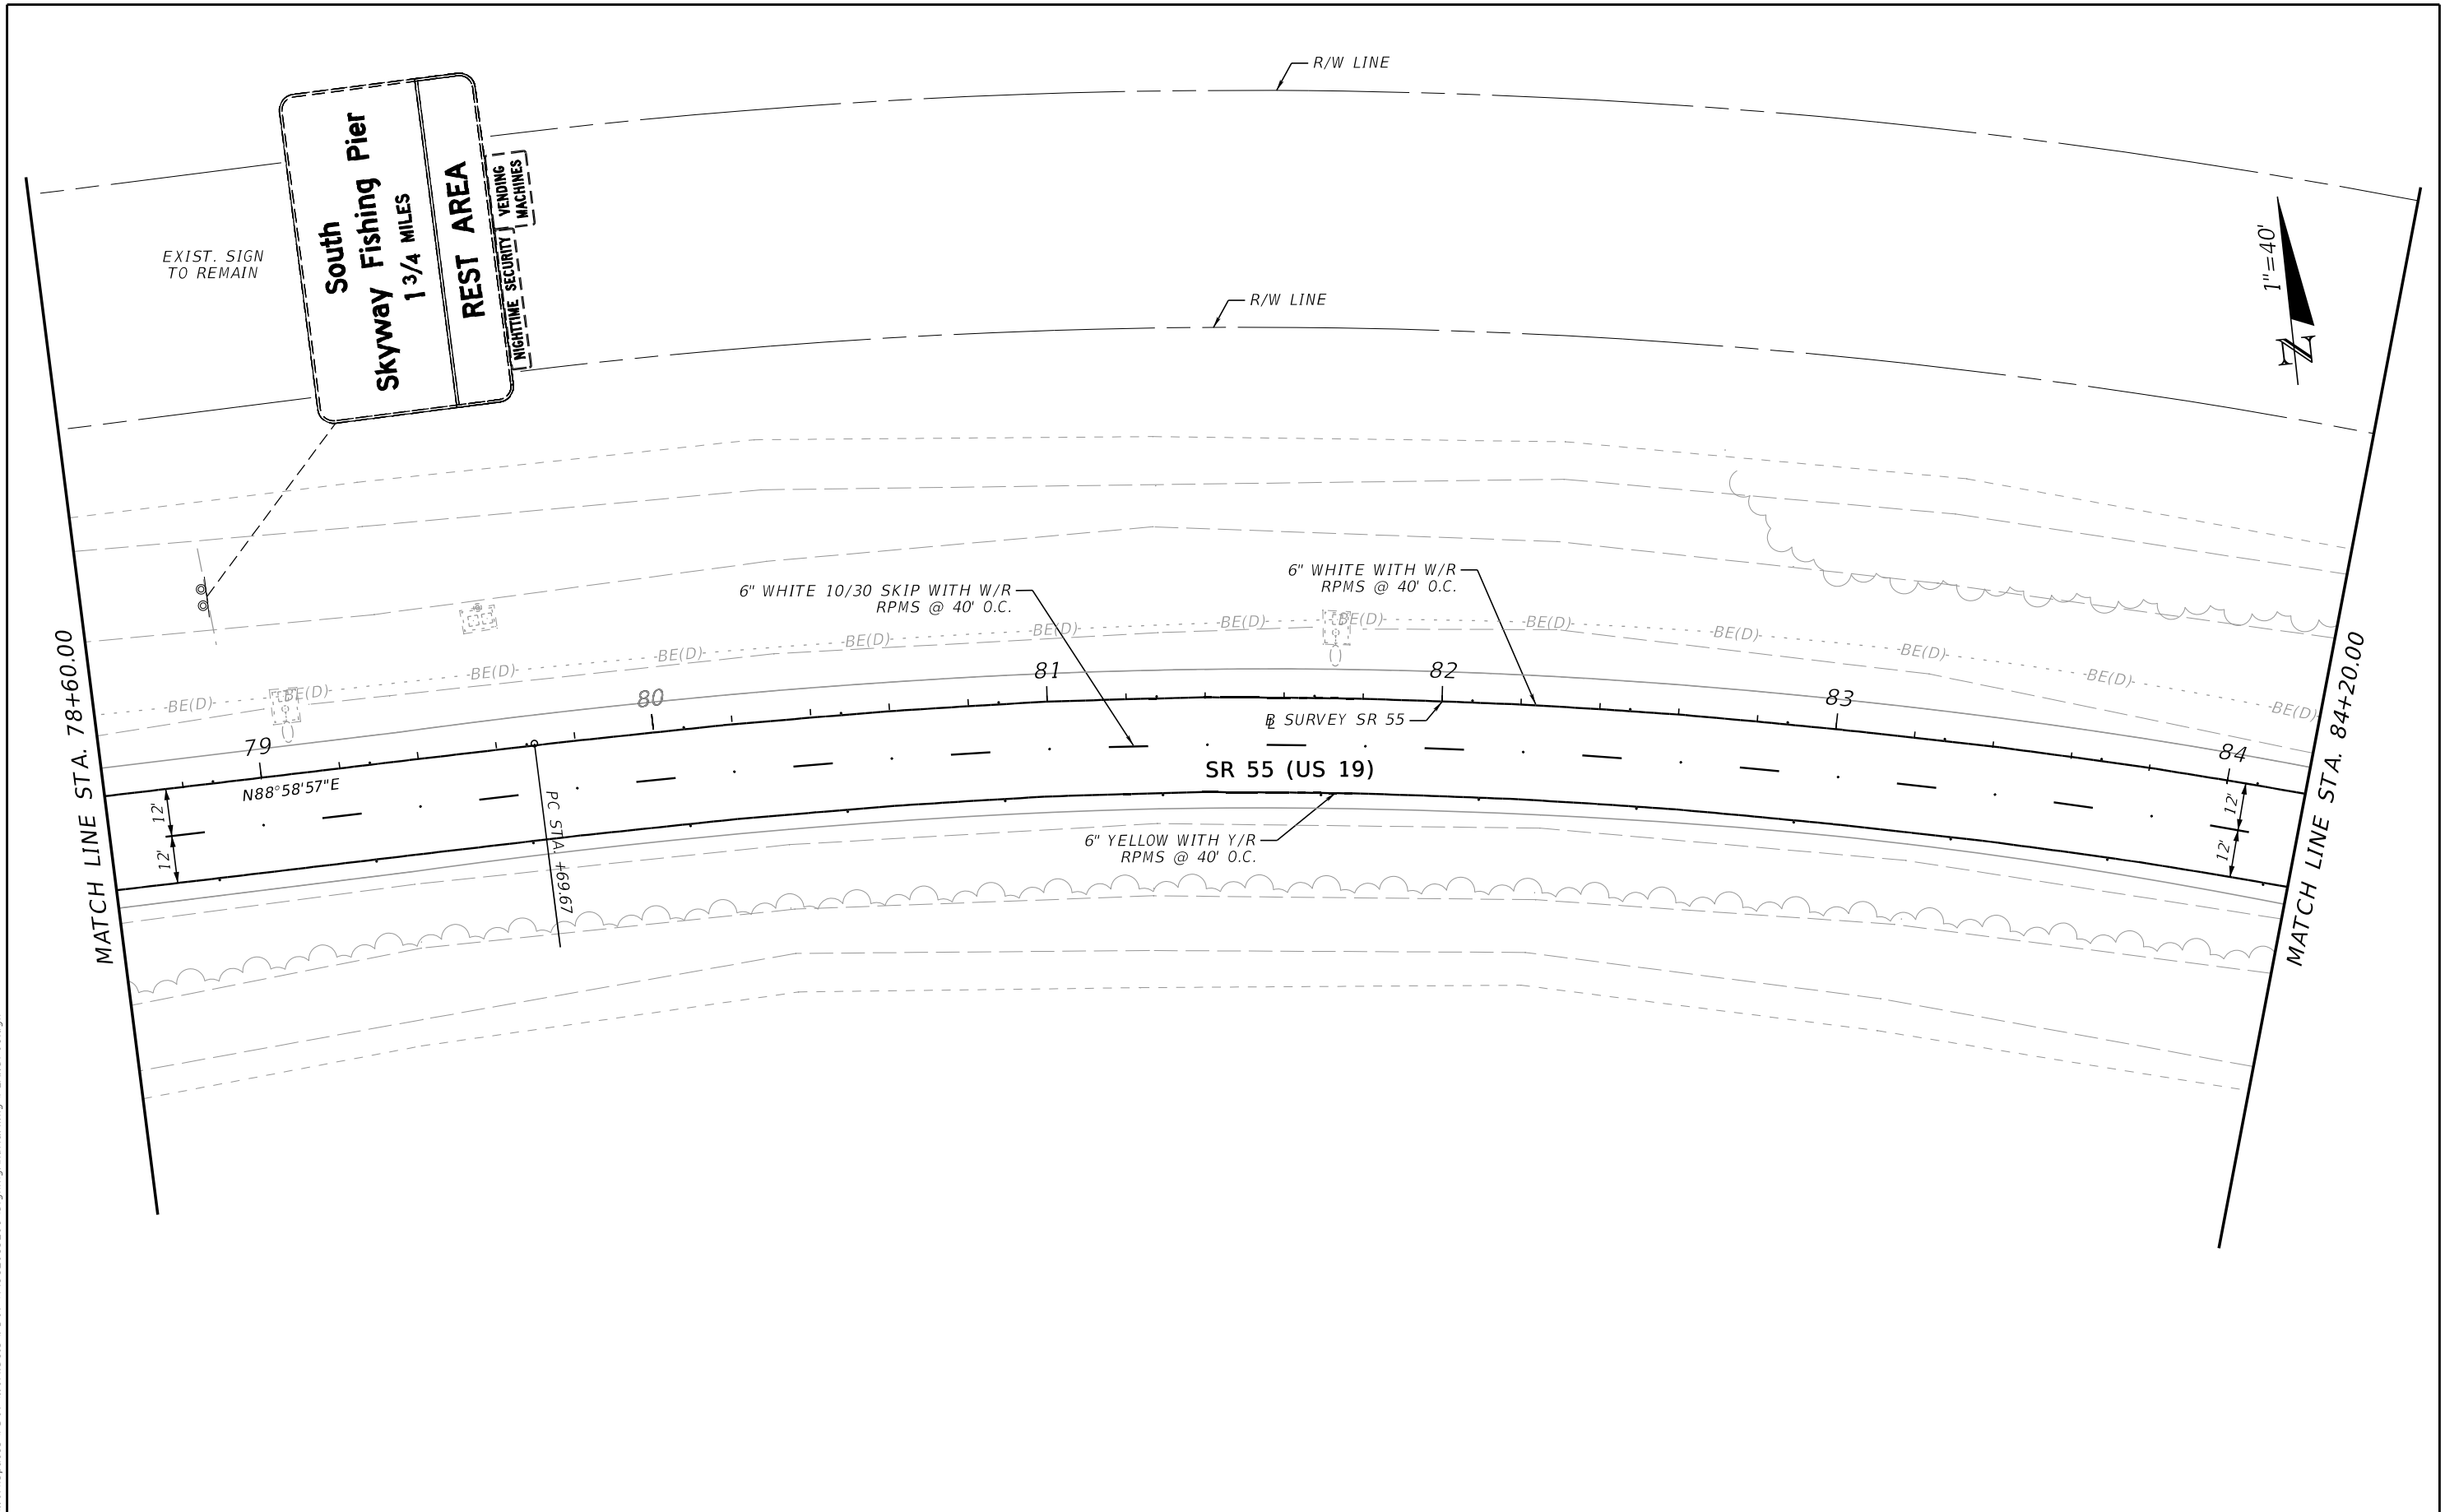 R/W LINE
South
Skyway Fishing Pier
1 3/4 MILES
REST AREA
NIGHTTIME SECURITY
VENDING
MACHINES
EXIST. SIGN
TO REMAIN
R/W LINE
1"=40'
N
6" WHITE 10/30 SKIP WITH W/R
RPMS @ 40' O.C.
6" WHITE WITH W/R
RPMS @ 40' O.C.
BE(D)
BE(D)
BE(D)
BE(D)
BE(D)
BE(D)
BE(D)
BE(D)
BE(D)
BE(D)
BE(D)
BE(D)
BE(D)
79
80
81
82
83
84
BL SURVEY SR 55
SR 55 (US 19)
N88°58'57"E
PC STA. +69.67
12'
12'
12'
12'
6" YELLOW WITH Y/R
RPMS @ 40' O.C.
MATCH LINE STA. 78+60.00
MATCH LINE STA. 84+20.00